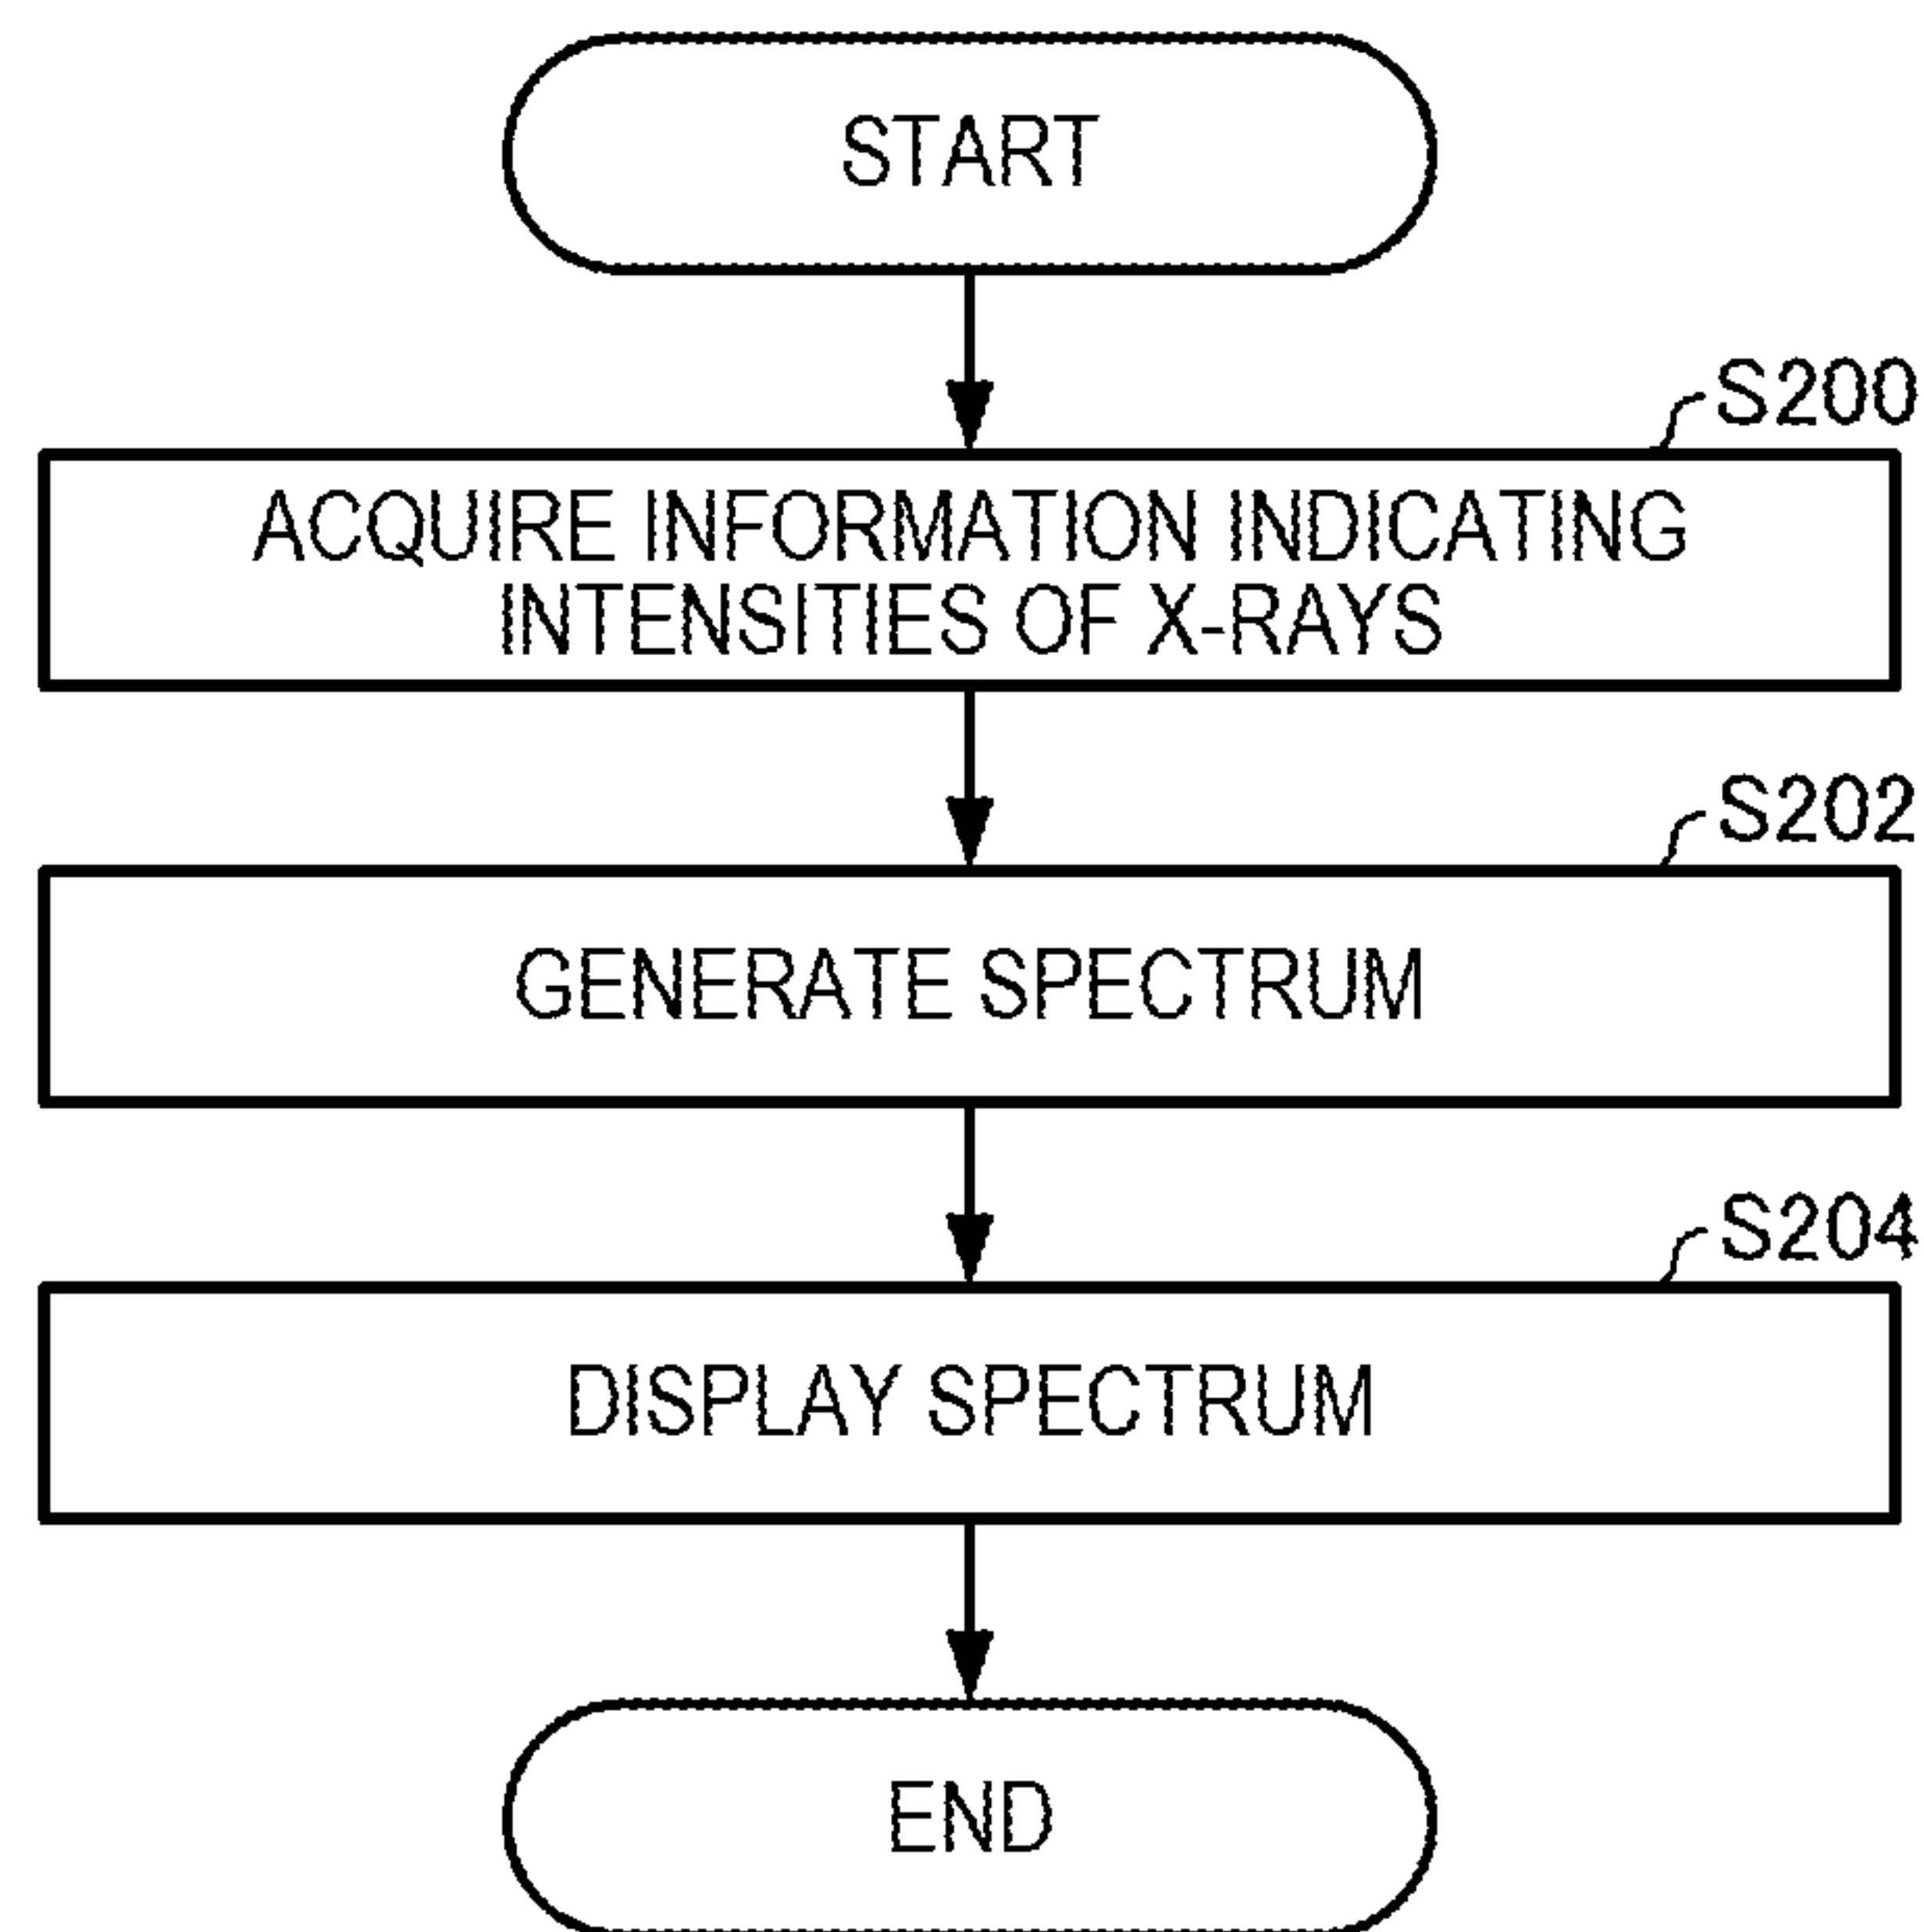 START
S200
ACQUIRE INFORMATION INDICATING
INTENSITIES OF X-RAYS
S202
GENERATE SPECTRUM
S204
DISPLAY SPECTRUM
END